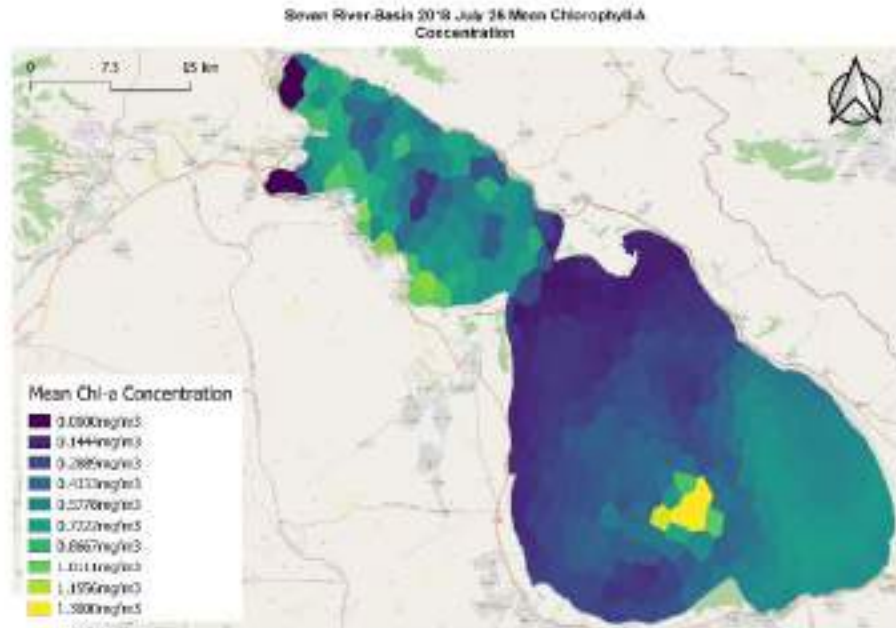 Sevan River-Basin 2018 July 26 Mean Chlorophyll-A
Concentration
0 7.5 15 km
Mean Chl-a Concentration
0.0000mg/m3
0.1444mg/m3
0.2889mg/m3
0.4333mg/m3
0.5778mg/m3
0.7222mg/m3
0.8667mg/m3
1.0111mg/m3
1.1556mg/m3
1.3000mg/m3